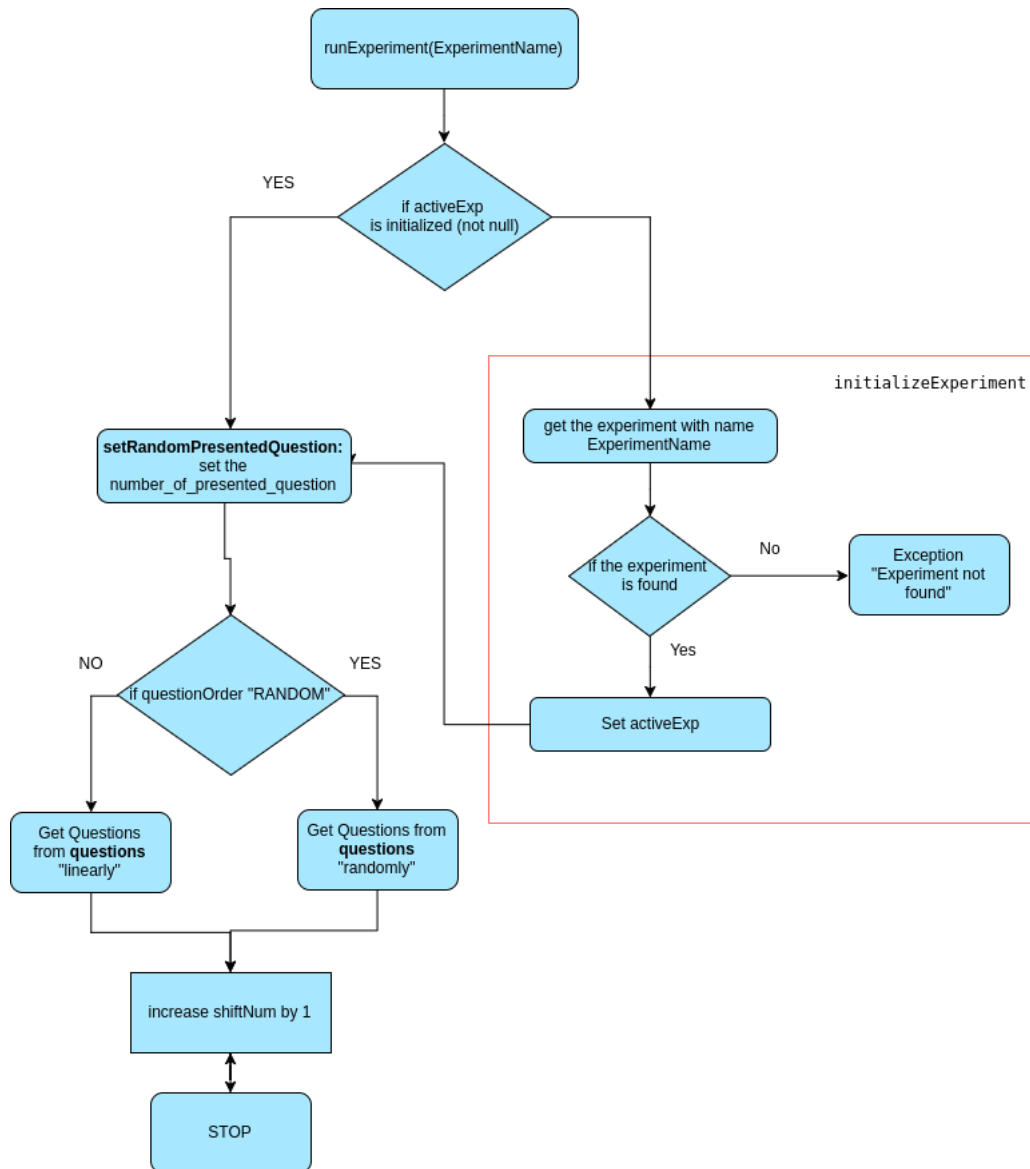 runExperiment(ExperimentName)
YES
if activeExp
is initialized (not null)
initializeExperiment
get the experiment with name
ExperimentName
setRandomPresentedQuestion:
set the
number_of_presented_question
if the experiment
is found
No
Exception
"Experiment not
found"
Yes
Set activeExp
NO
YES
if questionOrder "RANDOM"
Get Questions
from questions
"linearly"
Get Questions from
questions
"randomly"
increase shiftNum by 1
STOP